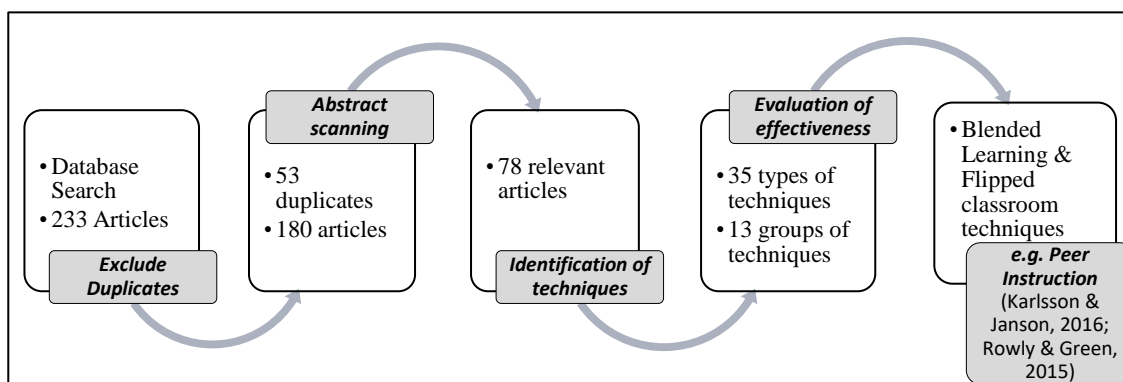 • Database
Search
• 233 Articles
Exclude
Duplicates
Abstract
scanning
• 53
duplicates
• 180 articles
• 78 relevant
articles
Identification of
techniques
Evaluation of
effectiveness
• 35 types of
techniques
• 13 groups of
techniques
• Blended
Learning &
Flipped
classroom
techniques
e.g. Peer
Instruction
(Karlsson &
Janson, 2016;
Rowly & Green,
2015)